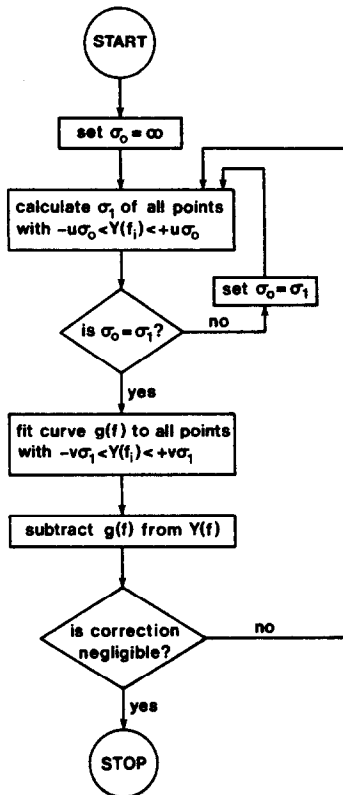 START
set σ₀ = ∞
calculate σ₁ of all points
with −uσ₀<Y(fᵢ)<+uσ₀
set σ₀=σ₁
is σ₀=σ₁?
no
yes
fit curve g(f) to all points
with −vσ₁<Y(fᵢ)<+vσ₁
subtract g(f) from Y(f)
is correction
negligible?
no
yes
STOP